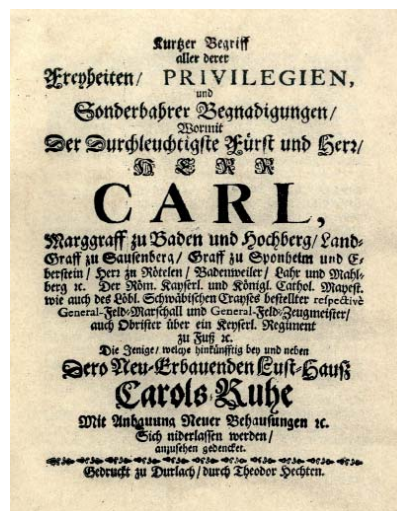 Kurtzer Begriff
aller derer
Freyheiten/ PRIVILEGIEN,
und
Sonderbahrer Begnadigungen/
Wormit
Der Durchleuchtigste Fürst und Herr/
HERR
CARL,
Marggraff zu Baden und Hochberg/ Land-
Graff zu Sausenberg/ Graff zu Sponheim und E-
berstein/ Herr zu Rötelen/ Badenweiler/ Lahr und Mahl-
berg ꝛc. Der Röm. Kayserl. und Königl. Cathol. Mayest.
wie auch des Löbl. Schwäbischen Crayses bestellter respectivè
General-Feld-Marschall und General-Feld-Zeugmeister/
auch Obrister über ein Keyserl. Regiment
zu Fuß ꝛc.
Die Jenige/ welche hinkünfftig bey und neben
Dero Neu-Erbauenden Lust-Hauß
Carols-Ruhe
Mit Anbauung Neuer Behausungen ꝛc.
Sich niderlassen werden/
anzusehen gedencket.
Gedruckt zu Durlach/ durch Theodor Hechten.